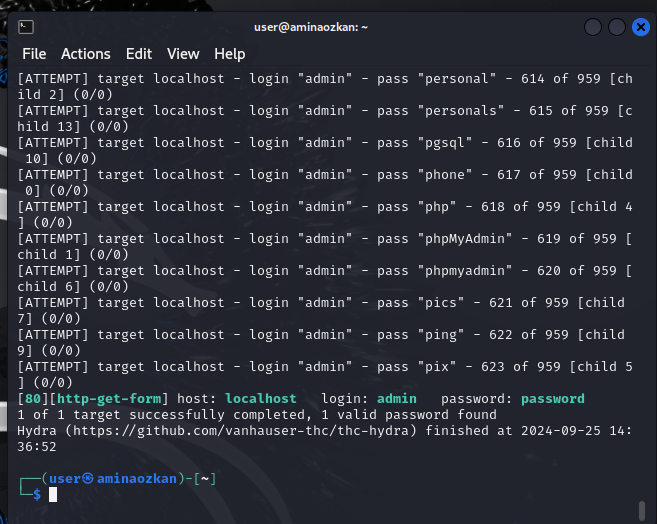 user@aminaozkan: ~
File Actions Edit View Help
[ATTEMPT] target localhost - login "admin" - pass "personal" - 614 of 959 [ch
ild 2] (0/0)
[ATTEMPT] target localhost - login "admin" - pass "personals" - 615 of 959 [c
hild 13] (0/0)
[ATTEMPT] target localhost - login "admin" - pass "pgsql" - 616 of 959 [child
 10] (0/0)
[ATTEMPT] target localhost - login "admin" - pass "phone" - 617 of 959 [child
 0] (0/0)
[ATTEMPT] target localhost - login "admin" - pass "php" - 618 of 959 [child 4
] (0/0)
[ATTEMPT] target localhost - login "admin" - pass "phpMyAdmin" - 619 of 959 [
child 1] (0/0)
[ATTEMPT] target localhost - login "admin" - pass "phpmyadmin" - 620 of 959 [
child 6] (0/0)
[ATTEMPT] target localhost - login "admin" - pass "pics" - 621 of 959 [child
7] (0/0)
[ATTEMPT] target localhost - login "admin" - pass "ping" - 622 of 959 [child
9] (0/0)
[ATTEMPT] target localhost - login "admin" - pass "pix" - 623 of 959 [child 5
] (0/0)
[80][http-get-form] host: localhost   login: admin   password: password
1 of 1 target successfully completed, 1 valid password found
Hydra (https://github.com/vanhauser-thc/thc-hydra) finished at 2024-09-25 14:
36:52
┌──(user㉿aminaozkan)-[~]
└─$